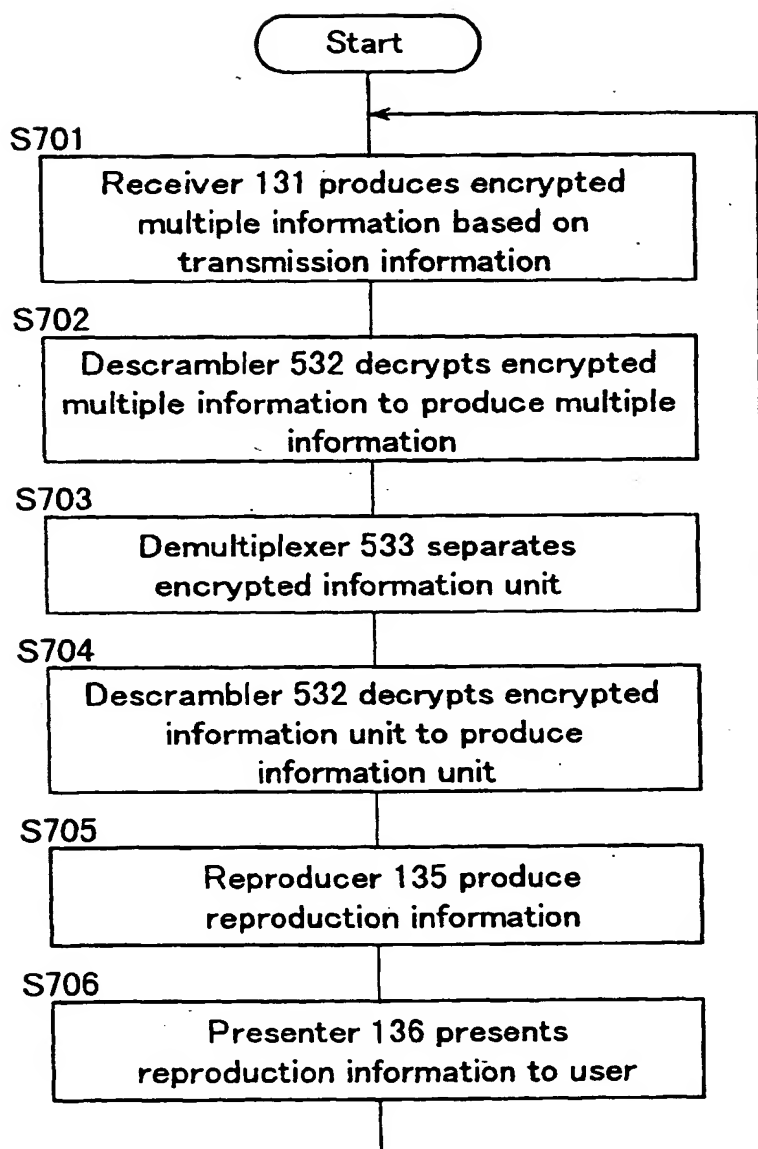 Start
S701
Receiver 131 produces encrypted
multiple information based on
transmission information
S702
Descrambler 532 decrypts encrypted
multiple information to produce multiple
information
S703
Demultiplexer 533 separates
encrypted information unit
S704
Descrambler 532 decrypts encrypted
information unit to produce
information unit
S705
Reproducer 135 produce
reproduction information
S706
Presenter 136 presents
reproduction information to user